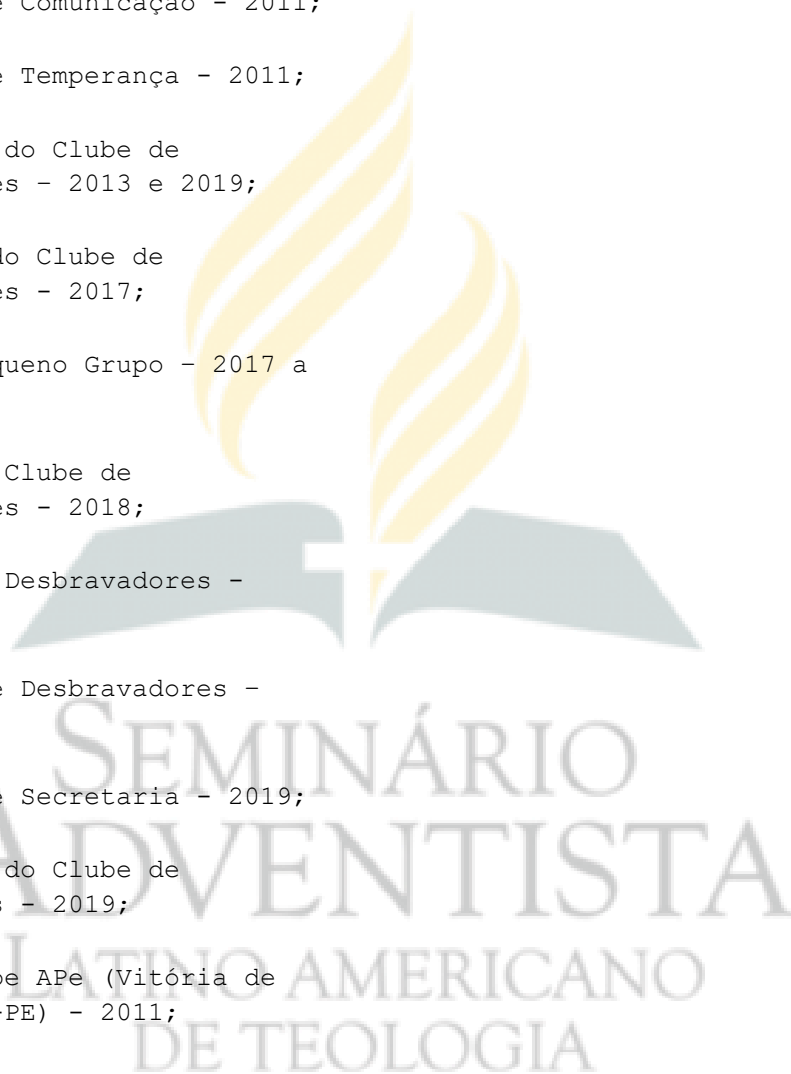 e Comunicação - 2011;
e Temperança - 2011;
do Clube de
es – 2013 e 2019;
do Clube de
es - 2017;
queno Grupo – 2017 a
Clube de
es - 2018;
Desbravadores -
e Desbravadores –
e Secretaria - 2019;
do Clube de
s - 2019;
pe APe (Vitória de
-PE) - 2011;
SEMINÁRIO
ADVENTISTA
LATINO AMERICANO
DE TEOLOGIA